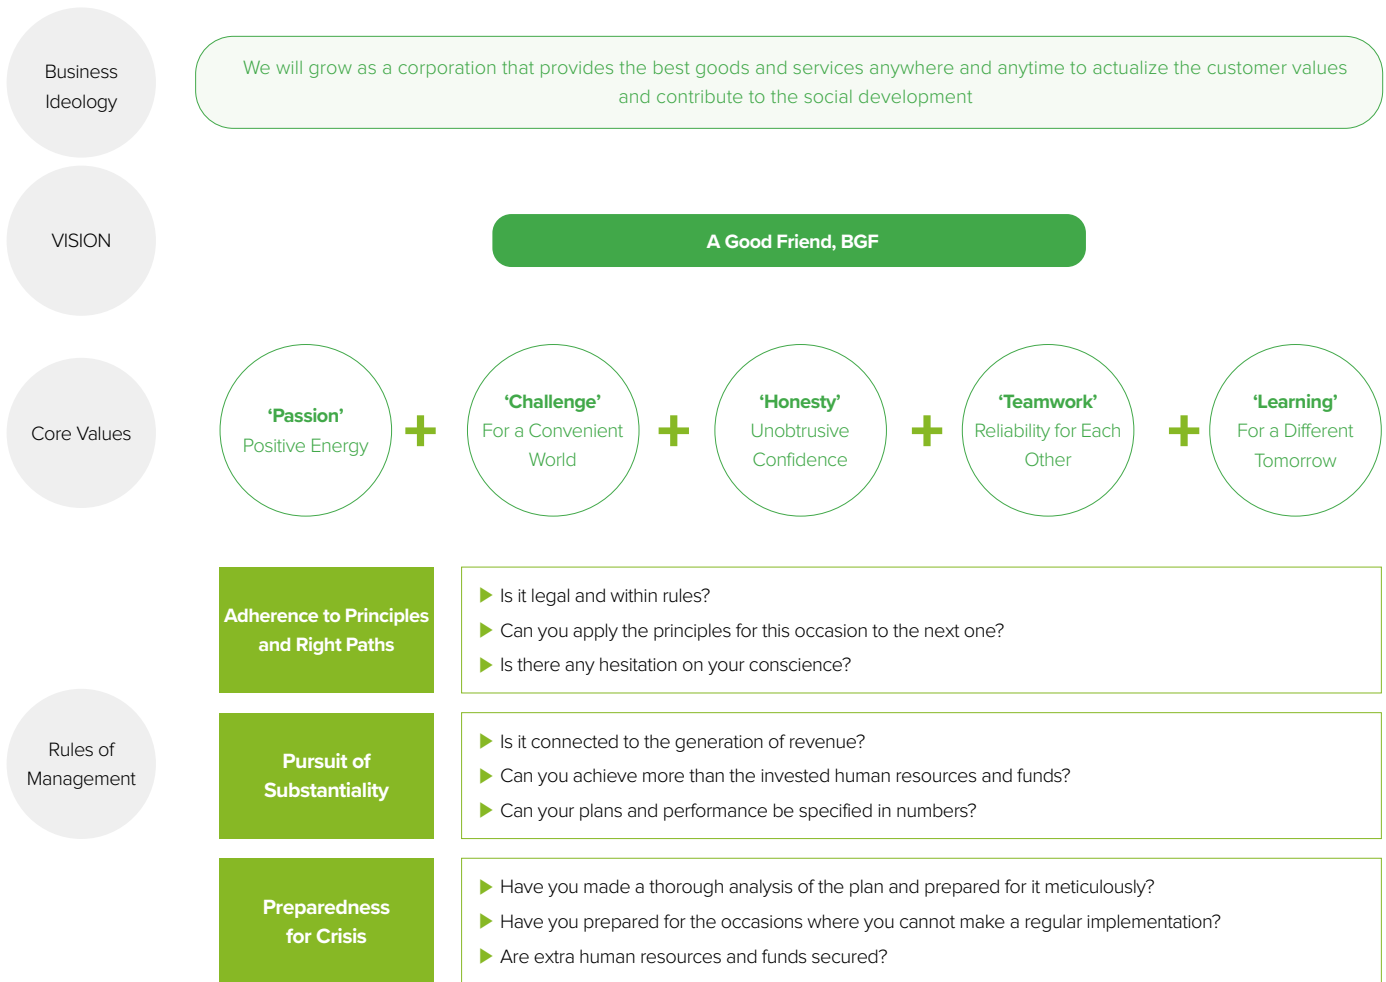 Business
Ideology
We will grow as a corporation that provides the best goods and services anywhere and anytime to actualize the customer values
and contribute to the social development
VISION
A Good Friend, BGF
Core Values
‘Passion’
Positive Energy
+
‘Challenge’
For a Convenient
World
+
‘Honesty’
Unobtrusive
Confidence
+
‘Teamwork’
Reliability for Each
Other
+
‘Learning’
For a Different
Tomorrow
Rules of
Management
Adherence to Principles
and Right Paths
▶ Is it legal and within rules?
▶ Can you apply the principles for this occasion to the next one?
▶ Is there any hesitation on your conscience?
Pursuit of
Substantiality
▶ Is it connected to the generation of revenue?
▶ Can you achieve more than the invested human resources and funds?
▶ Can your plans and performance be specified in numbers?
Preparedness
for Crisis
▶ Have you made a thorough analysis of the plan and prepared for it meticulously?
▶ Have you prepared for the occasions where you cannot make a regular implementation?
▶ Are extra human resources and funds secured?